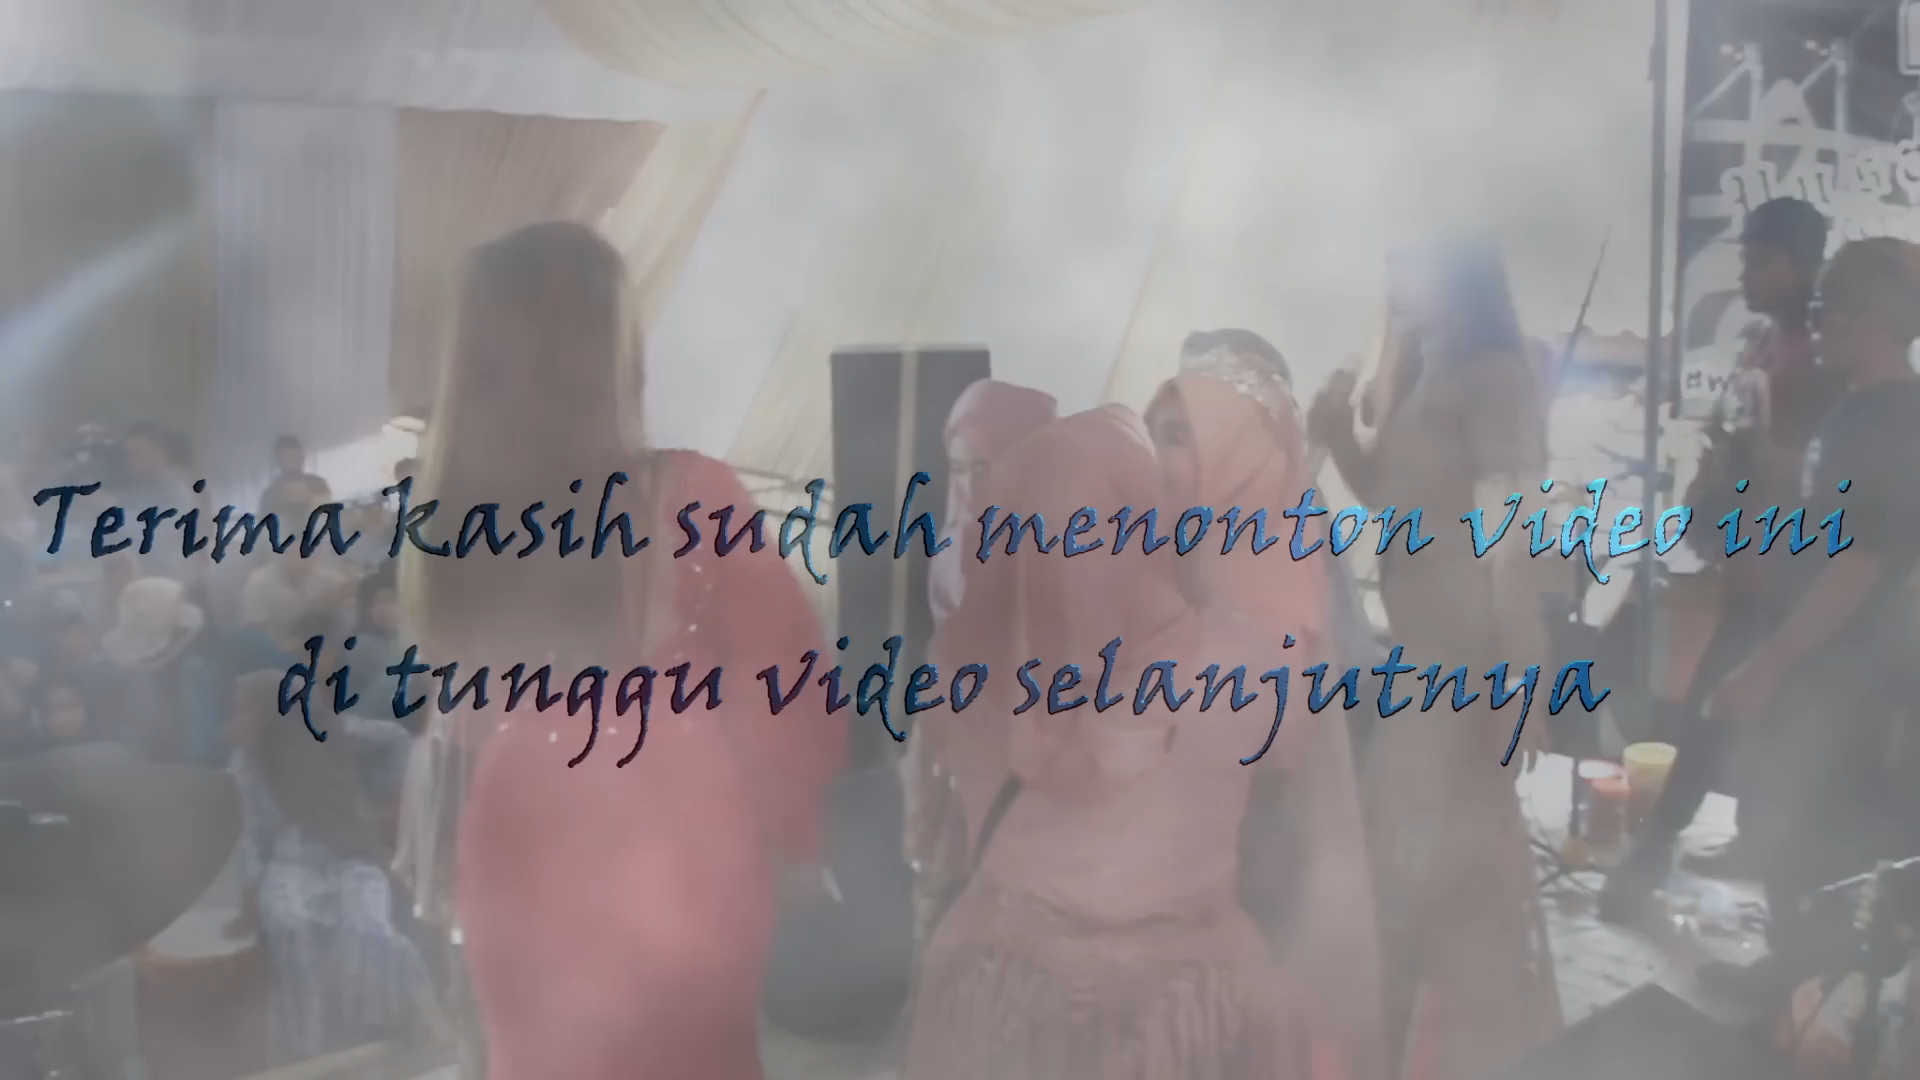 Terima kasih sudah menonton video ini
di tunggu video selanjutnya